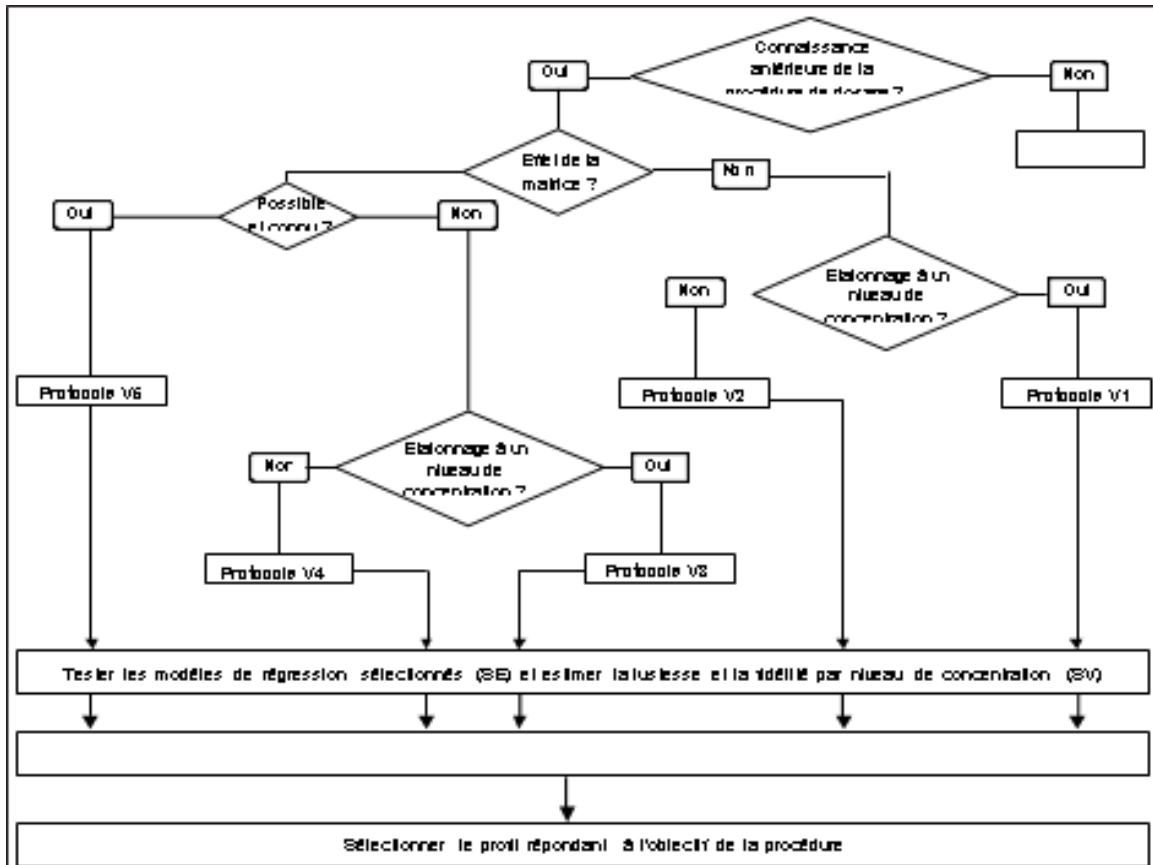 Connaissance
antérieure de la
procédure de dosage ?
Oui
Non
Effet de la
matrice ?
Non
Possible
et connu ?
Oui
Non
Etalonnage à un
niveau de
concentration ?
Non
Oui
Protocole V5
Protocole V2
Protocole V1
Etalonnage à un
niveau de
concentration ?
Non
Oui
Protocole V4
Protocole V3
Tester les modèles de régression sélectionnés (SE) et estimer la justesse et la fidélité par niveau de concentration (SV)
Sélectionner le profil répondant à l'objectif de la procédure